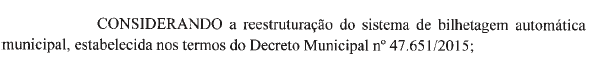 CONSIDERANDO a reestruturação do sistema de bilhetagem automática
municipal, estabelecida nos termos do Decreto Municipal nº 47.651/2015;